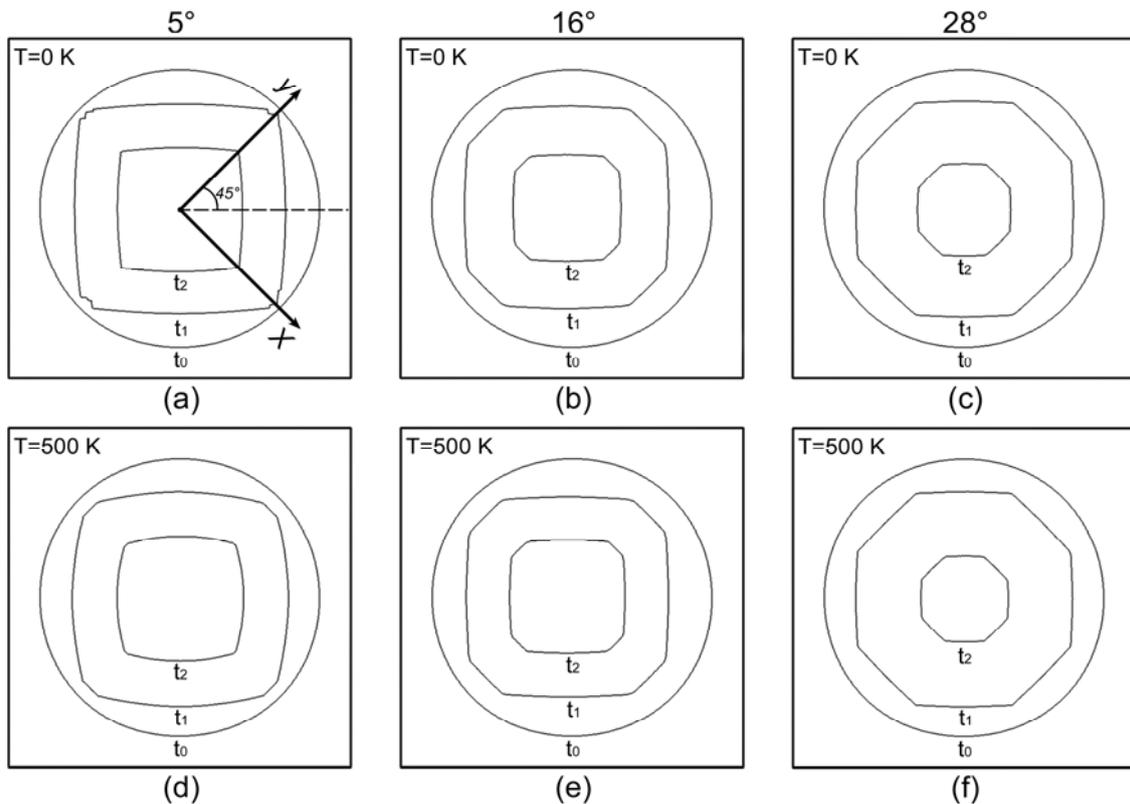 5° 16° 28°
T=0 K T=0 K T=0 K
y
45°
t₂ t₂ t₂
x
t₁ t₁ t₁
t₀ t₀ t₀
(a) (b) (c)
T=500 K T=500 K T=500 K
t₂ t₂ t₂
t₁ t₁ t₁
t₀ t₀ t₀
(d) (e) (f)